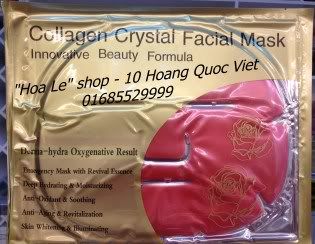 Collagen Crystal Facial Mask
Innovative Beauty Formula
"Hoa Le" shop - 10 Hoang Quoc Viet
01685529999
Derma-hydra Oxygenative Result
Emergency Mask with Revival Essence
Deep Hydrating & Moisturizing
Anti-Oxidant & Soothing
Anti-Aging & Revitalization
Skin Whitening & Illuminating